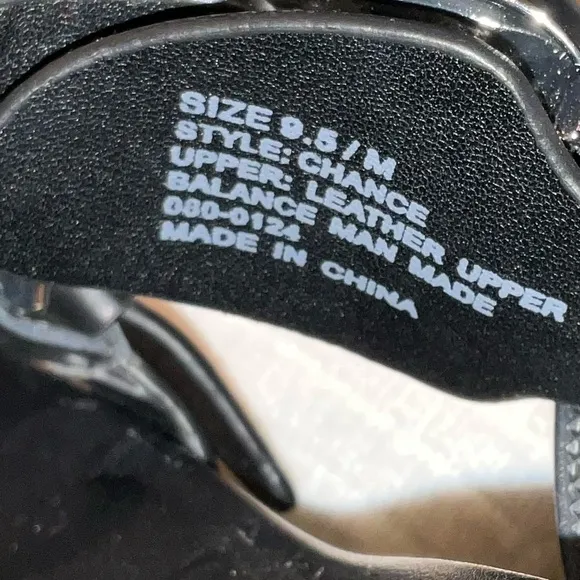 SIZE 9.5 / M
STYLE: CHANCE
UPPER: LEATHER UPPER
BALANCE MAN MADE
080-0124
MADE IN CHINA